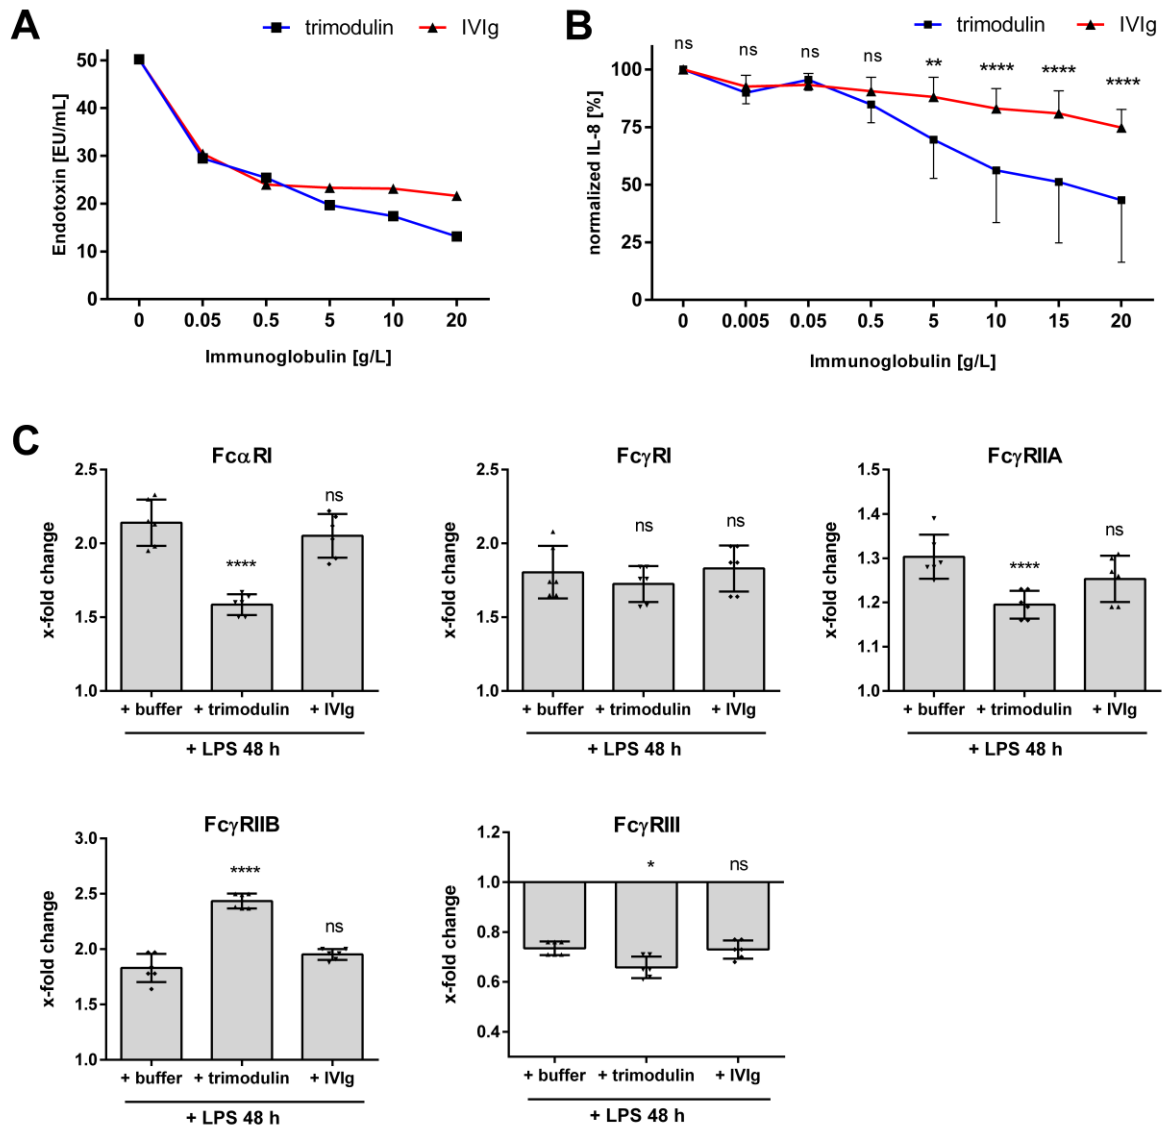 A
trimodulin IVIg
Endotoxin [EU/mL]
50
40
30
20
10
0
0 0.05 0.5 5 10 20
Immunoglobulin [g/L]
B
trimodulin IVIg
ns ns ns ns ** **** **** ****
normalized IL-8 [%]
100
75
50
25
0
0 0.005 0.05 0.5 5 10 15 20
Immunoglobulin [g/L]
C
FcαRI
x-fold change
2.5
2.0
1.5
1.0
**** ns
+ buffer + trimodulin + IVIg
+ LPS 48 h
FcγRI
x-fold change
2.5
2.0
1.5
1.0
ns ns
+ buffer + trimodulin + IVIg
+ LPS 48 h
FcγRIIA
x-fold change
1.5
1.4
1.3
1.2
1.1
1.0
**** ns
+ buffer + trimodulin + IVIg
+ LPS 48 h
FcγRIIB
x-fold change
3.0
2.5
2.0
1.5
1.0
**** ns
+ buffer + trimodulin + IVIg
+ LPS 48 h
FcγRIII
x-fold change
1.2
1.0
0.8
0.6
0.4
* ns
+ buffer + trimodulin + IVIg
+ LPS 48 h